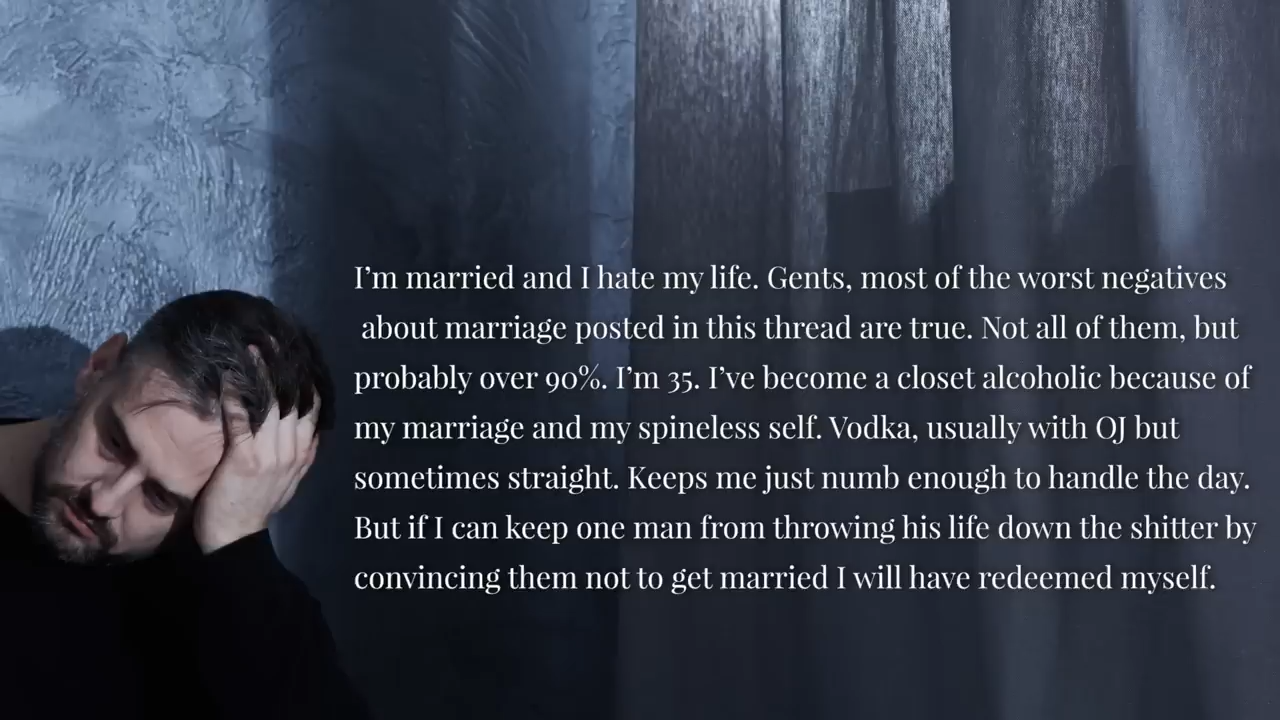 I'm married and I hate my life. Gents, most of the worst negatives
about marriage posted in this thread are true. Not all of them, but
probably over 90%. I'm 35. I've become a closet alcoholic because of
my marriage and my spineless self. Vodka, usually with OJ but
sometimes straight. Keeps me just numb enough to handle the day.
But if I can keep one man from throwing his life down the shitter by
convincing them not to get married I will have redeemed myself.